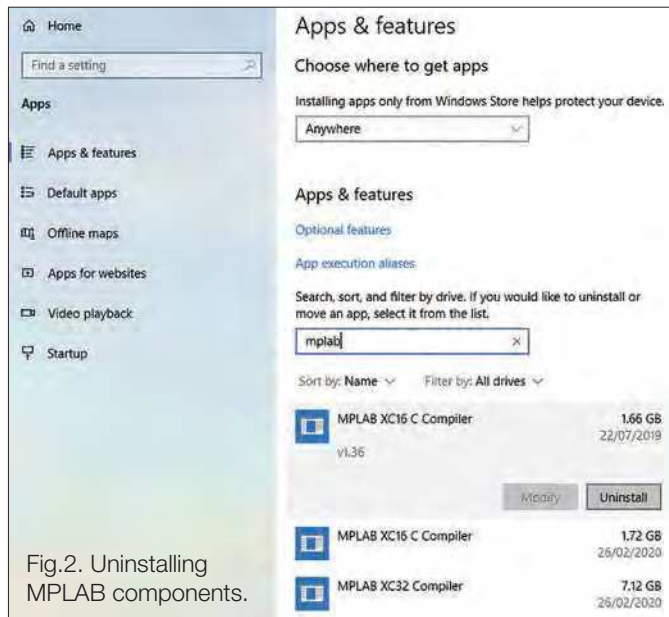 Home
Find a setting
Apps
Apps & features
Default apps
Offline maps
Apps for websites
Video playback
Startup
Apps & features
Choose where to get apps
Installing apps only from Windows Store helps protect your device.
Anywhere
Apps & features
Optional features
App execution aliases
Search, sort, and filter by drive. If you would like to uninstall or
move an app, select it from the list.
mplab
Sort by: Name Filter by: All drives
MPLAB XC16 C Compiler 1.66 GB
22/07/2019
v1.36
Modify Uninstall
MPLAB XC16 C Compiler 1.72 GB
26/02/2020
MPLAB XC32 Compiler 7.12 GB
26/02/2020
Fig.2. Uninstalling
MPLAB components.